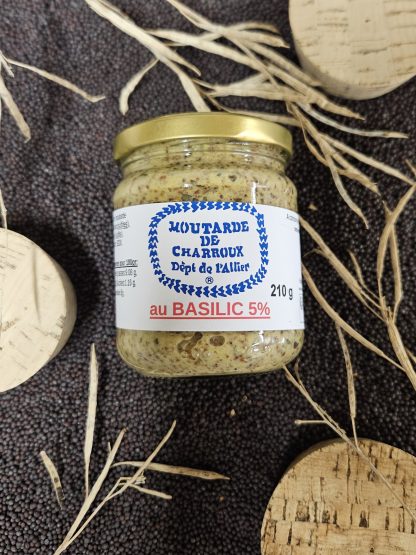 MOUTARDE
DE
CHARROUX
Dépt de l'Allier
®
210 g
au BASILIC 5%